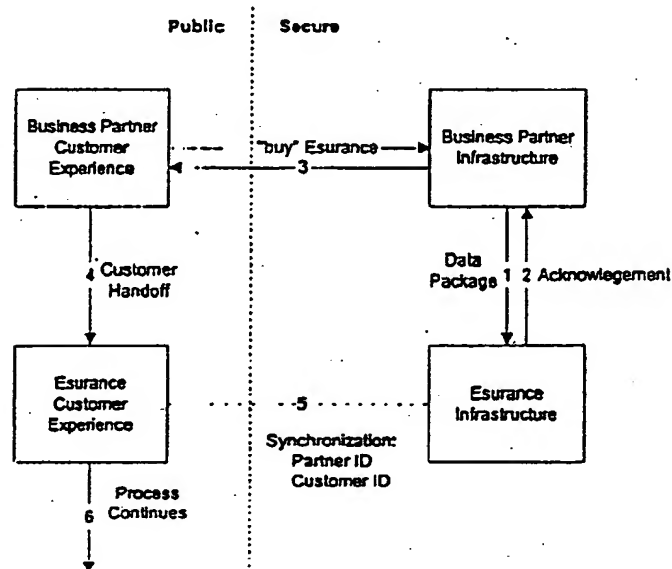 Public Secure
Business Partner
Customer
Experience
"buy" Esurance
3
Business Partner
Infrastructure
4 Customer
Handoff
Data
Package 1 2 Acknowlegement
Esurance
Customer
Experience
5
Esurance
Infrastructure
Synchronization:
Partner ID
Customer ID
Process
6 Continues